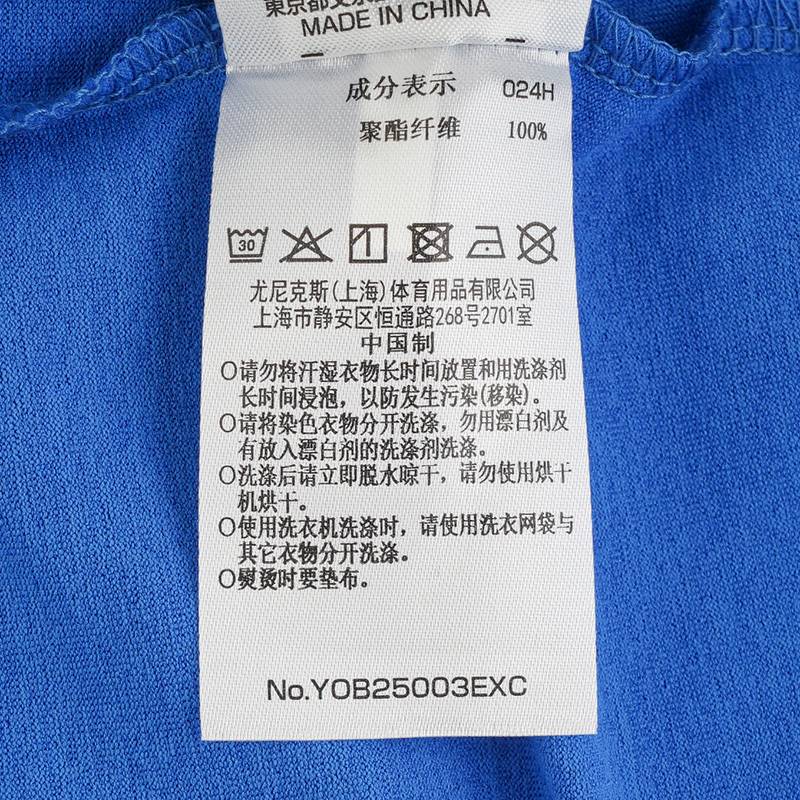 東京都文京
MADE IN CHINA
成分表示 024H
聚酯纤维 100%
30
尤尼克斯(上海)体育用品有限公司
上海市静安区恒通路268号2701室
中国制
○请勿将汗湿衣物长时间放置和用洗涤剂
长时间浸泡，以防发生污染(移染)。
○请将染色衣物分开洗涤，勿用漂白剂及
有放入漂白剂的洗涤剂洗涤。
○洗涤后请立即脱水晾干，请勿使用烘干
机烘干。
○使用洗衣机洗涤时，请使用洗衣网袋与
其它衣物分开洗涤。
○熨烫时要垫布。
No.YOB25003EXC